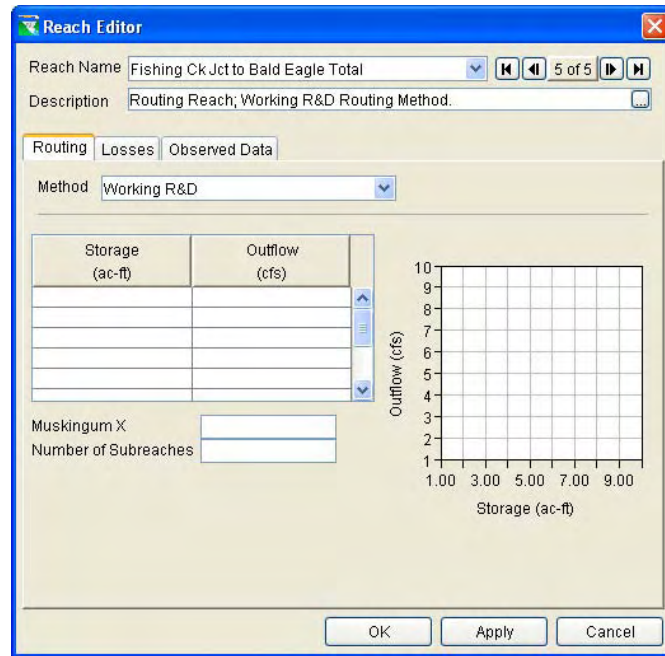 Reach Editor
Reach Name Fishing Ck Jct to Bald Eagle Total 5 of 5
Description Routing Reach; Working R&D Routing Method. ...
Routing Losses Observed Data
Method Working R&D
Storage (ac-ft) Outflow (cfs)
Muskingum X
Number of Subreaches
Outflow (cfs)
10
9
8
7
6
5
4
3
2
1
1.00 3.00 5.00 7.00 9.00
Storage (ac-ft)
OK Apply Cancel